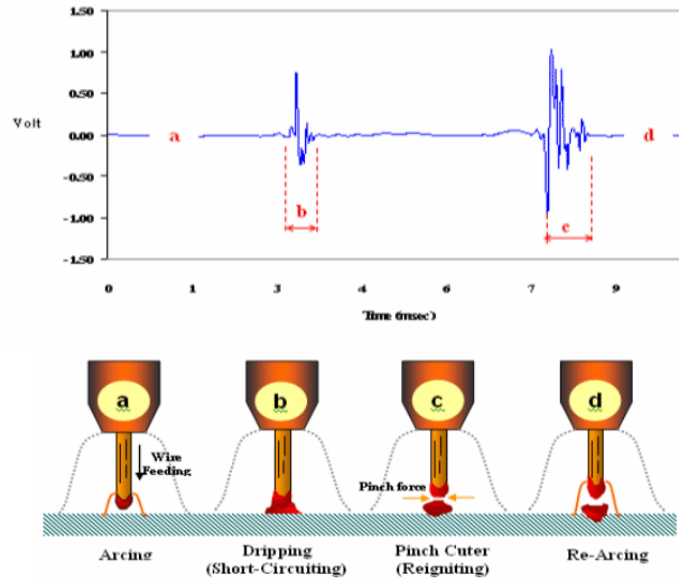 1.50
1.00
0.50
Volt
0.00
a
d
-0.50
b
c
-1.00
-1.50
0 1 3 4 6 7 9
Time (msec)
a b c d
Wire
Feeding
Pinch force
Arcing
Dripping
(Short-Circuiting)
Pinch Cuter
(Reigniting)
Re-Arcing